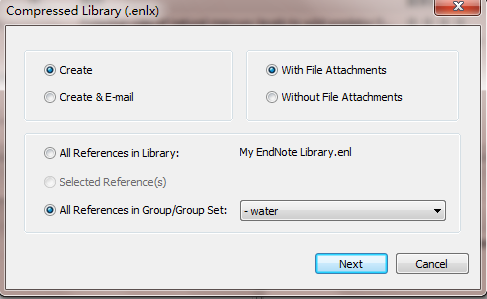 Compressed Library (.enlx)
Create
With File Attachments
Create & E-mail
Without File Attachments
All References in Library: My EndNote Library.enl
Selected Reference(s)
All References in Group/Group Set: - water
Next Cancel